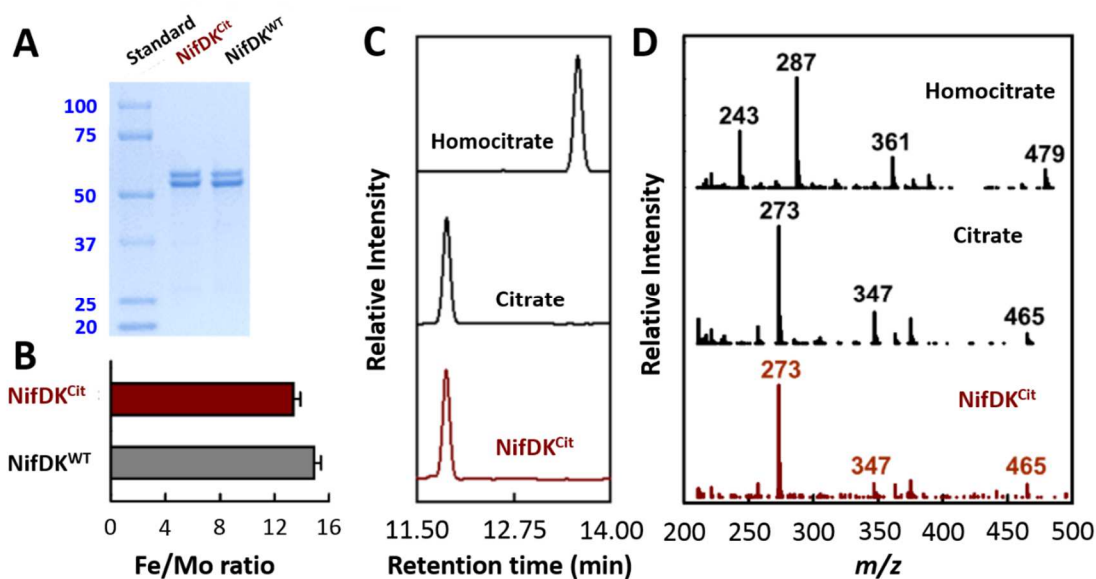 A
Standard
NifDK^Cit
NifDK^WT
100
75
50
37
25
20
B
NifDK^Cit
NifDK^WT
0 4 8 12 16
Fe/Mo ratio
C
Relative Intensity
Homocitrate
Citrate
NifDK^Cit
11.50 12.75 14.00
Retention time (min)
D
Relative Intensity
287
243
361
479
Homocitrate
273
347
465
Citrate
273
347
465
NifDK^Cit
200 250 300 350 400 450 500
m/z